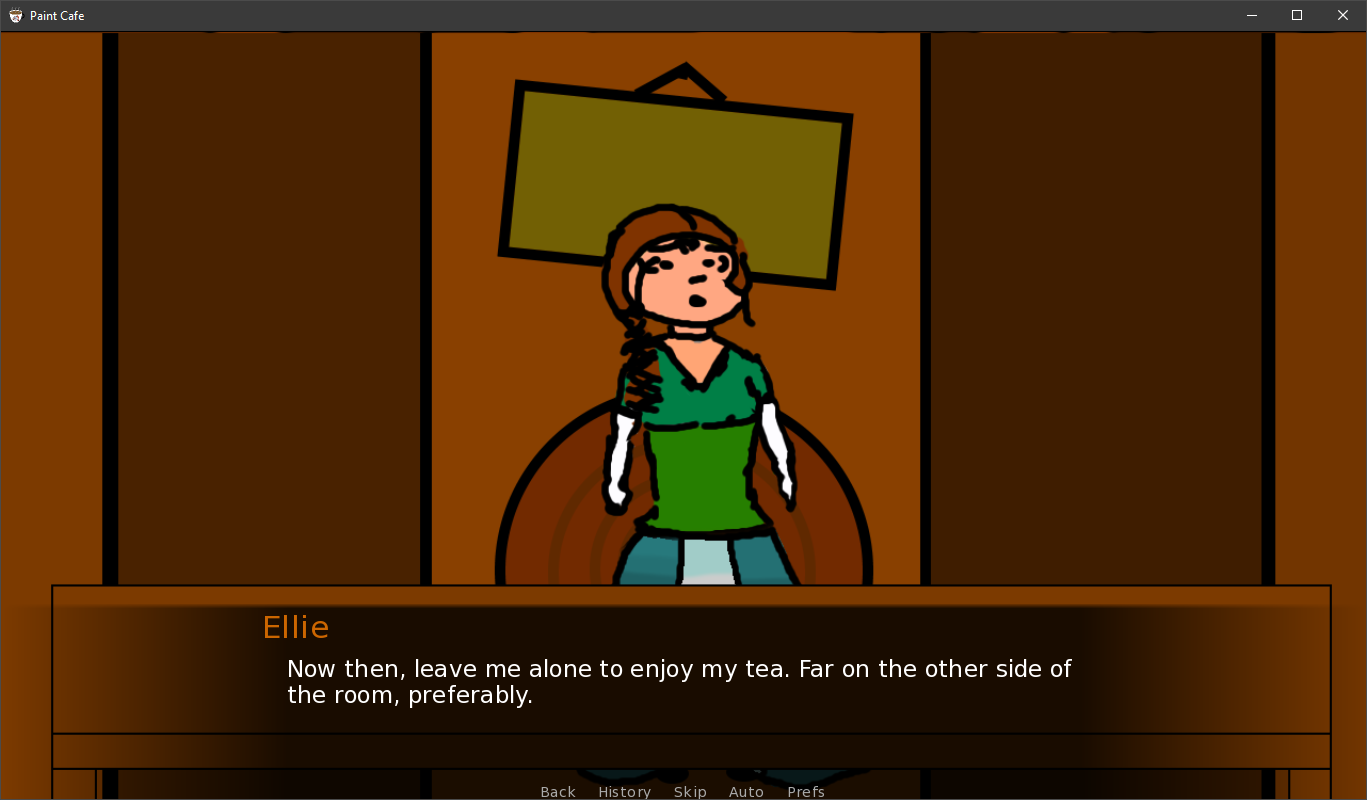 Paint Cafe
Ellie
Now then, leave me alone to enjoy my tea. Far on the other side of
the room, preferably.
Back History Skip Auto Prefs